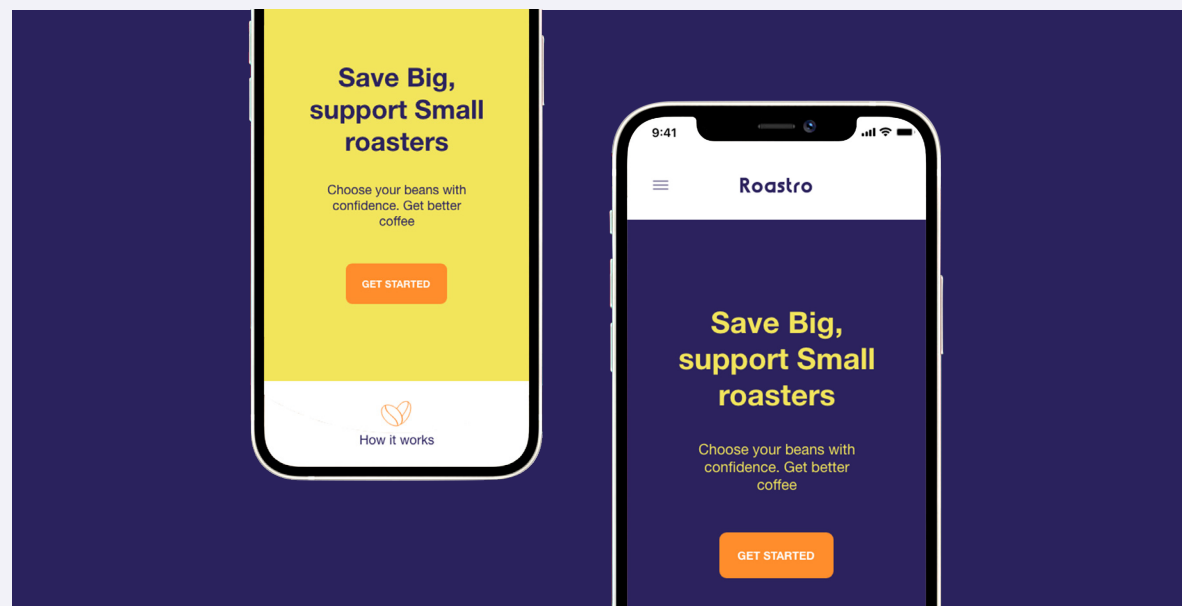 Save Big,
support Small
roasters
Choose your beans with
confidence. Get better
coffee
GET STARTED
How it works
9:41
Roastro
Save Big,
support Small
roasters
Choose your beans with
confidence. Get better
coffee
GET STARTED